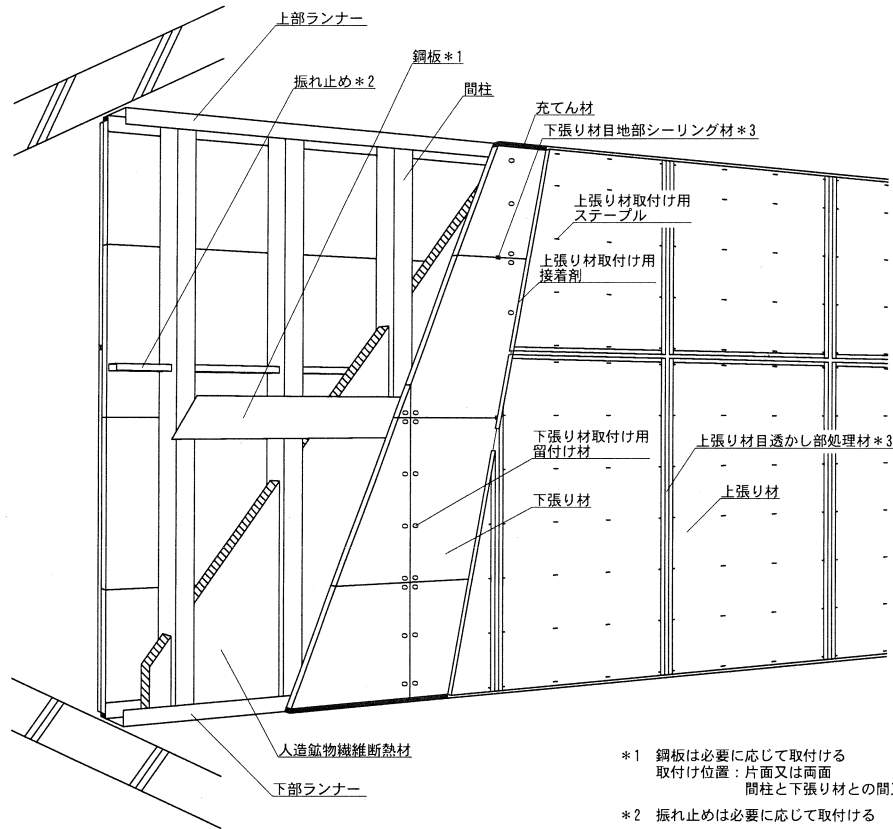 上部ランナー
鋼板*1
振れ止め*2
間柱
充てん材
下張り材目地部シーリング材*3
上張り材取付け用
ステープル
上張り材取付け用
接着剤
下張り材取付け用
留付け材
上張り材目透かし部処理材*3
上張り材
下張り材
人造鉱物繊維断熱材
下部ランナー
*1 鋼板は必要に応じて取付ける
取付け位置：片面又は両面
間柱と下張り材との間
*2 振れ止めは必要に応じて取付ける